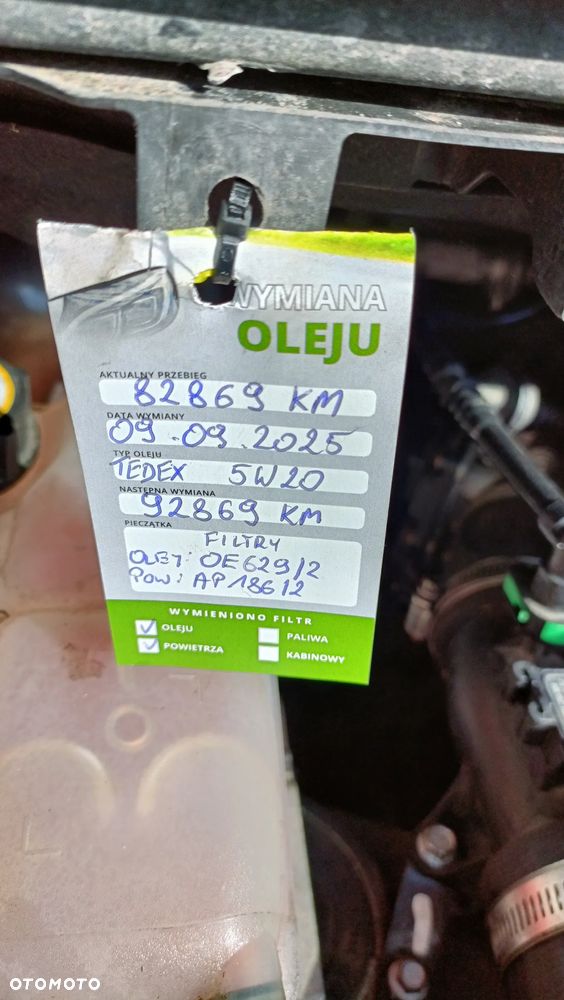 WYMIANA
OLEJU
AKTUALNY PRZEBIEG
82869 KM
DATA WYMIANY
09.09.2025
TYP OLEJU
TEDEX 5W20
NASTĘPNA WYMIANA
92869 KM
PIECZĄTKA
FILTRY
OLEJ: OE629/2
POW: AP186/2
WYMIENIONO FILTR
OLEJU
PALIWA
POWIETRZA
KABINOWY
OTOMOTO